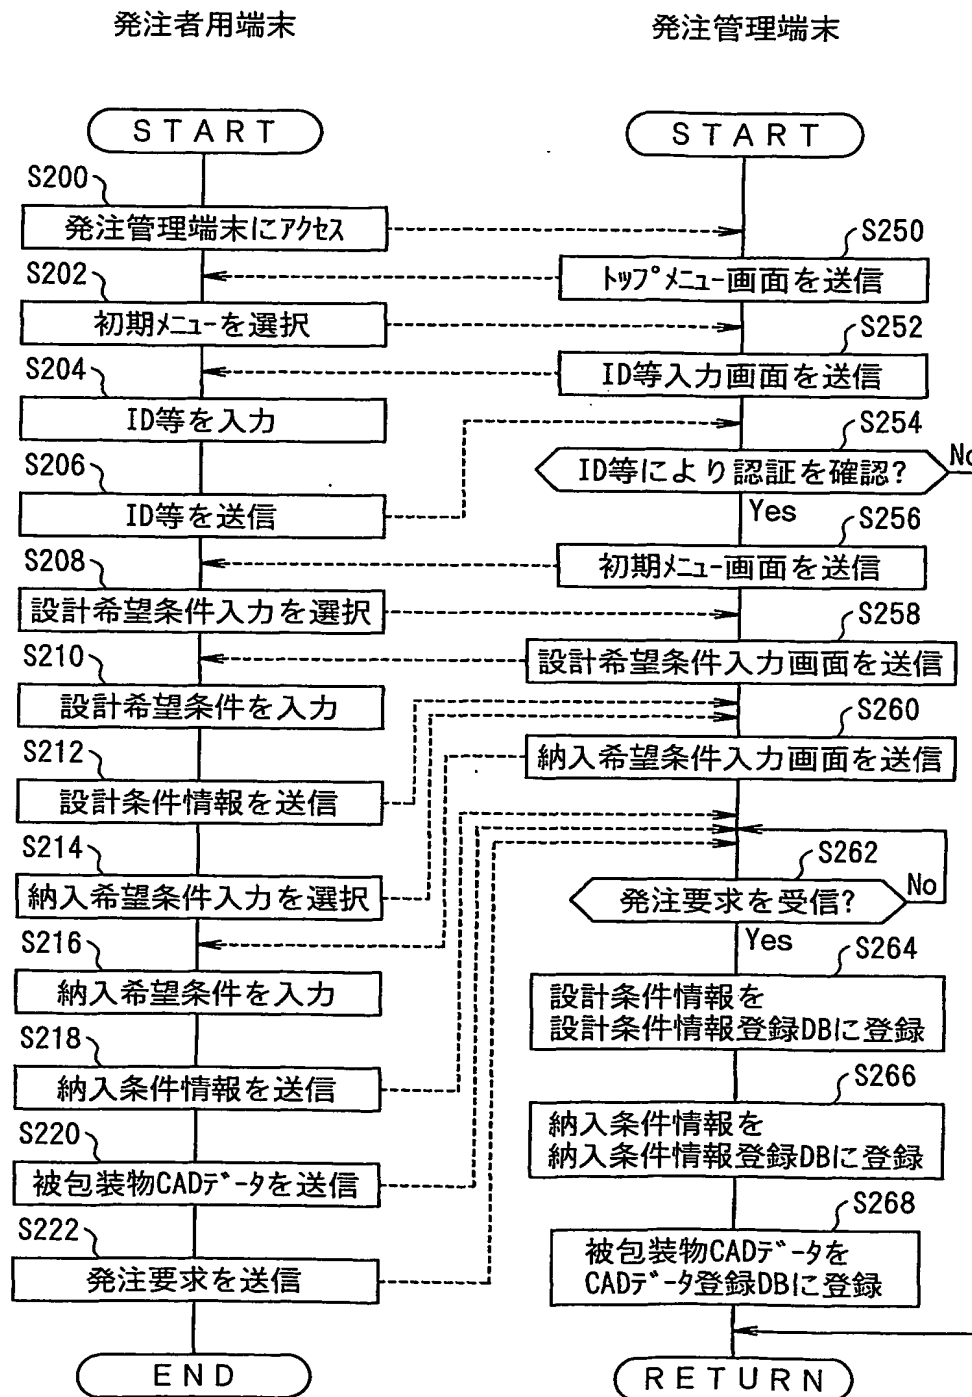 発注者用端末
発注管理端末
START
START
S200
発注管理端末にアクセス
S250
トップメニュー画面を送信
S202
初期メニューを選択
S252
ID等入力画面を送信
S204
ID等を入力
S254
ID等により認証を確認?
No
Yes
S206
ID等を送信
S256
初期メニュー画面を送信
S208
設計希望条件入力を選択
S258
設計希望条件入力画面を送信
S210
設計希望条件を入力
S260
納入希望条件入力画面を送信
S212
設計条件情報を送信
S214
納入希望条件入力を選択
S262
発注要求を受信?
No
Yes
S216
納入希望条件を入力
S264
設計条件情報を
設計条件情報登録DBに登録
S218
納入条件情報を送信
S266
納入条件情報を
納入条件情報登録DBに登録
S220
被包装物CADデータを送信
S268
被包装物CADデータを
CADデータ登録DBに登録
S222
発注要求を送信
END
RETURN